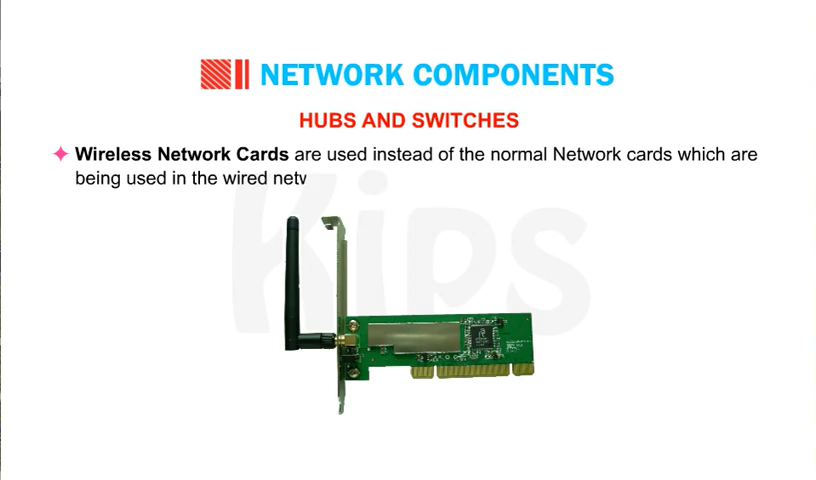 NETWORK COMPONENTS
HUBS AND SWITCHES
Wireless Network Cards are used instead of the normal Network cards which are
being used in the wired netv
Kips